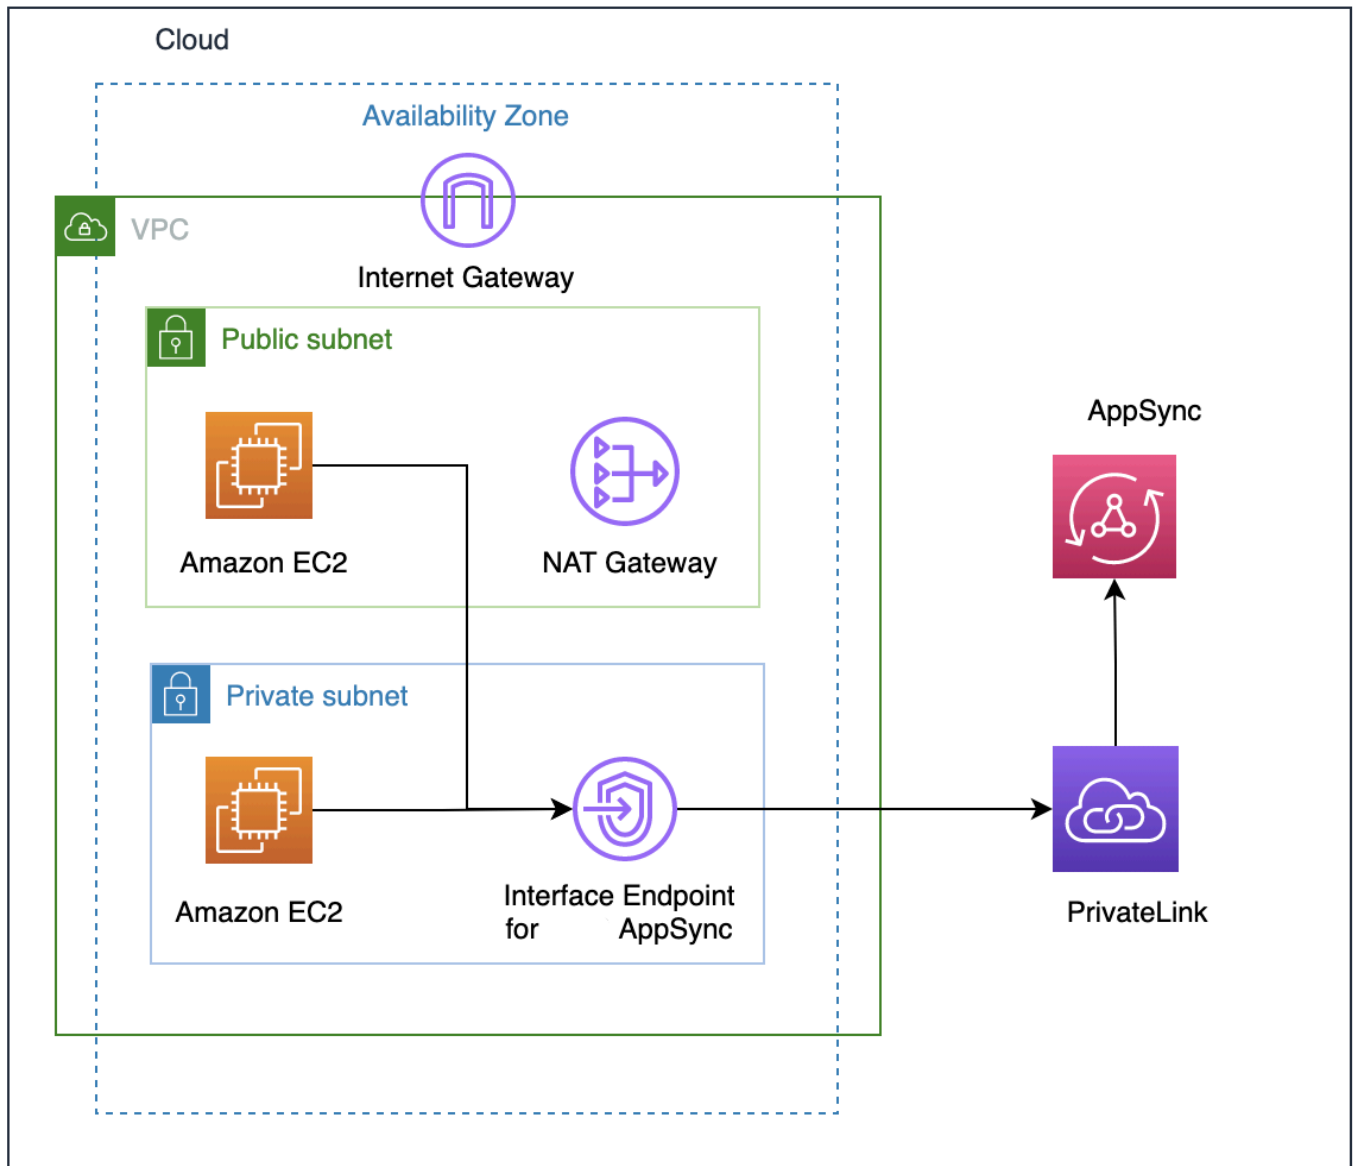 Cloud
Availability Zone
VPC
Internet Gateway
Public subnet
Amazon EC2
NAT Gateway
AppSync
Private subnet
Amazon EC2
Interface Endpoint
for AppSync
PrivateLink